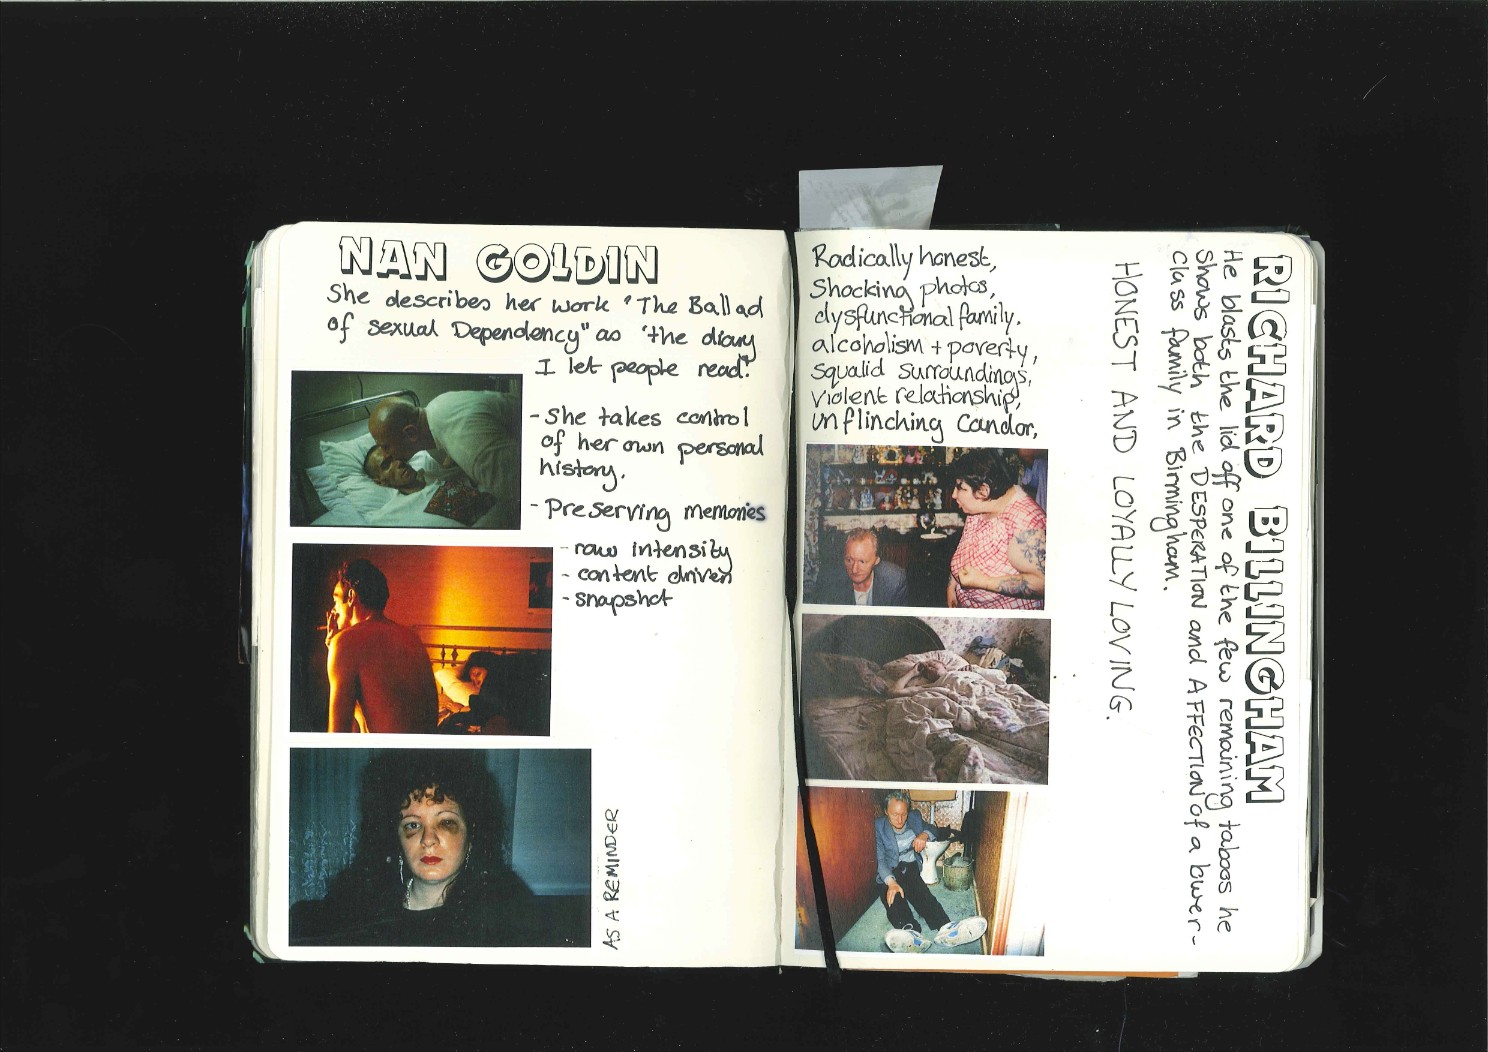 NAN GOLDIN
She describes her work "The Ballad
of sexual Dependency" as 'the diary
I let people read'.
- She takes control
of her own personal
history.
- Preserving memories
- raw intensity
- content driven
- snapshot
AS A REMINDER
Radically honest,
Shocking photos,
dysfunctional family.
alcoholism + poverty,
squalid surroundings,
violent relationship,
unflinching candor,
RICHARD BILLINGHAM
He blasts the lid off one of the few remaining taboos he
shows both the DESPERATION and AFFECTION of a lower-
class family in Birmingham.
HONEST AND LOYALLY LOVING.